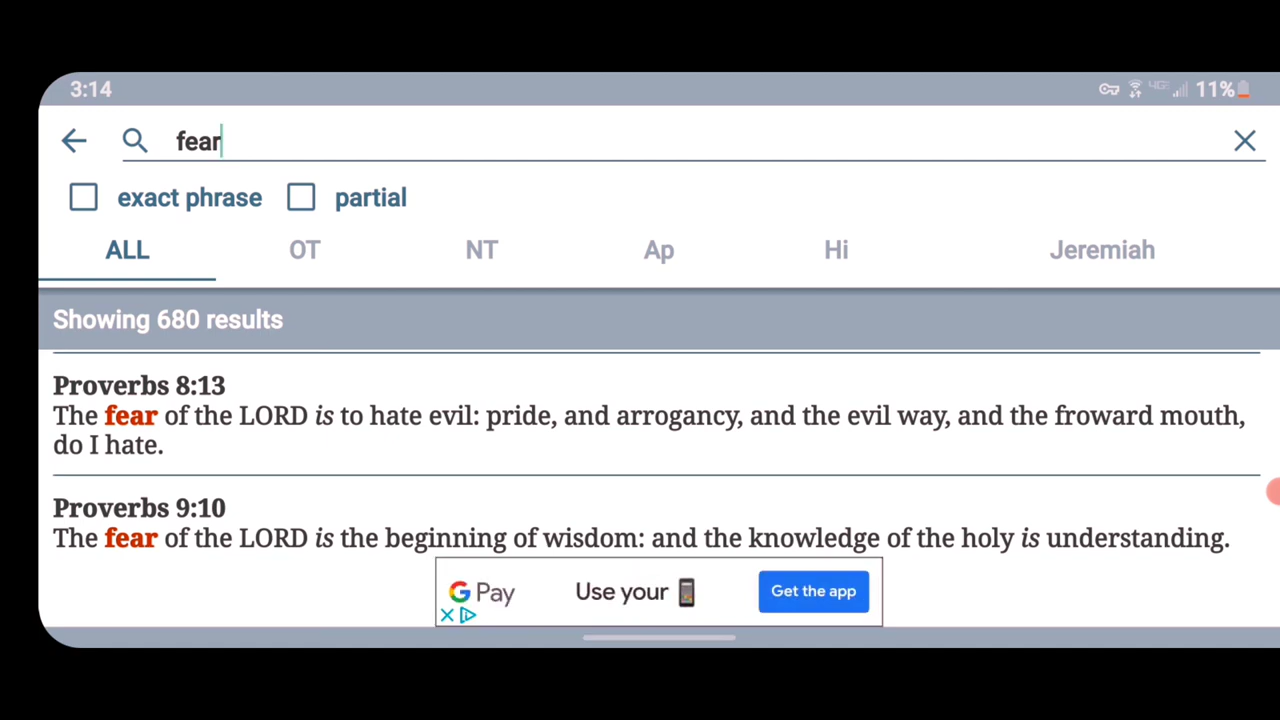 3:14 4GE 11%
fear
exact phrase partial
ALL OT NT Ap Hi Jeremiah
Showing 680 results
Proverbs 8:13
The fear of the LORD is to hate evil: pride, and arrogancy, and the evil way, and the froward mouth,
do I hate.
Proverbs 9:10
The fear of the LORD is the beginning of wisdom: and the knowledge of the holy is understanding.
G Pay Use your Get the app